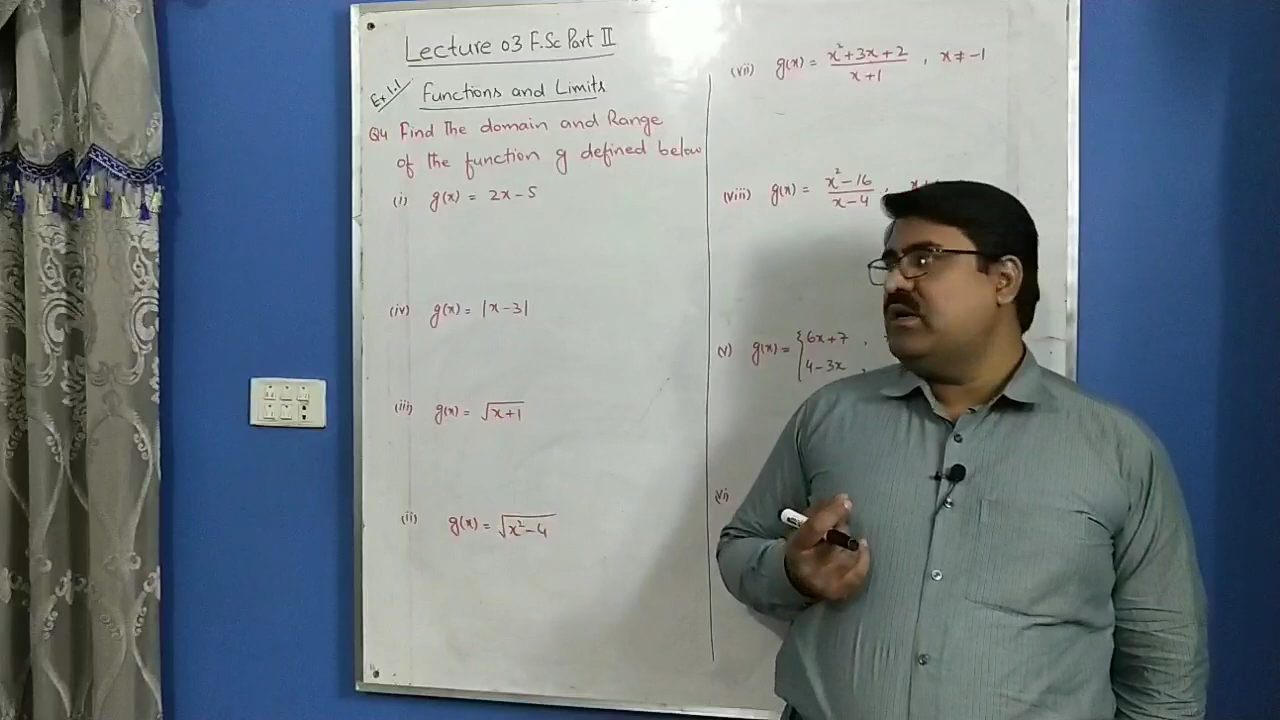 Lecture 03 F.Sc Part II
Ex.1.1 Functions and Limits
Q4 Find The domain and Range
of the function g defined below
(i) g(x) = 2x-5
(iv) g(x) = |x-3|
(iii) g(x) = √x+1
(ii) g(x) = √x²-4
(vii) g(x) = x²+3x+2 / x+1 , x ≠ -1
(viii) g(x) = x²-16 / x-4 ,
(v) g(x) = { 6x+7 ,
4-3x ,
(vi)